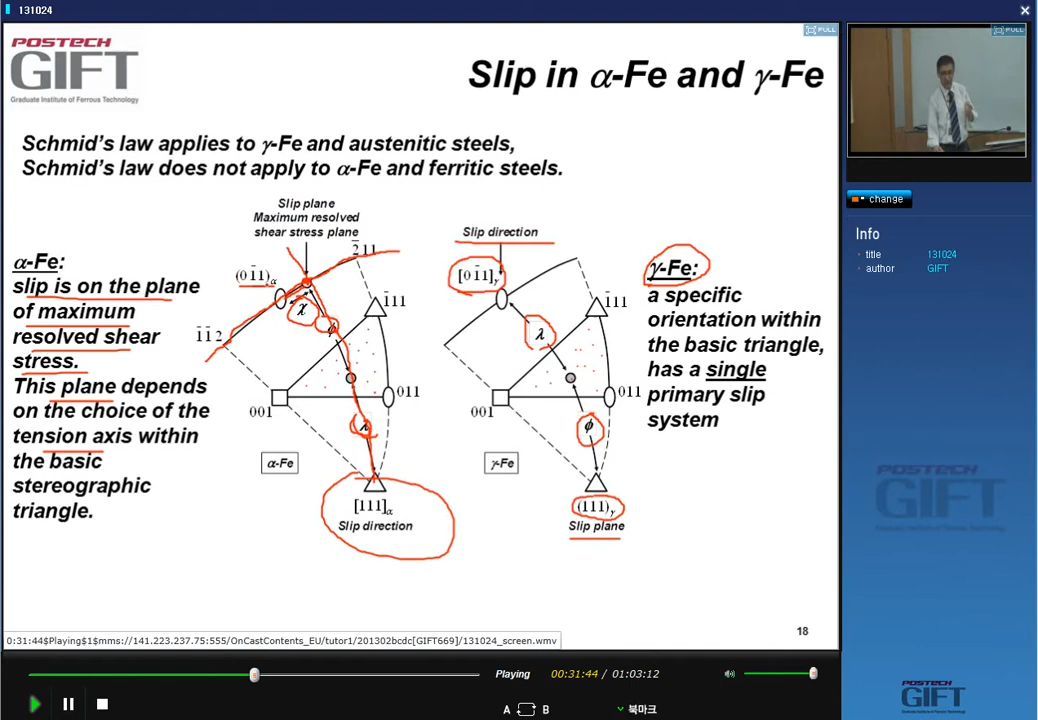 131024
POSTECH
GIFT
Graduate Institute of Ferrous Technology
Slip in α-Fe and γ-Fe
Schmid's law applies to γ-Fe and austenitic steels,
Schmid's law does not apply to α-Fe and ferritic steels.
α-Fe:
slip is on the plane
of maximum
resolved shear
stress.
This plane depends
on the choice of the
tension axis within
the basic
stereographic
triangle.
Slip plane
Maximum resolved
shear stress plane
2̄11
(01̄1)α
χ
ϕ
1̄11
1̄1̄2
001
011
λ
α-Fe
[111]α
Slip direction
Slip direction
[01̄1]γ
λ
1̄11
001
011
ϕ
γ-Fe
(111)γ
Slip plane
γ-Fe:
a specific
orientation within
the basic triangle,
has a single
primary slip
system
18
0:31:44$Playing$1$mms://141.223.237.75:555/OnCastContents_EU/tutor1/201302bcdc[GIFT669]/131024_screen.wmv
Playing 00:31:44 / 01:03:12
A B 북마크
FULL
FULL
change
Info
title 131024
author GIFT
POSTECH
GIFT
POSTECH
GIFT